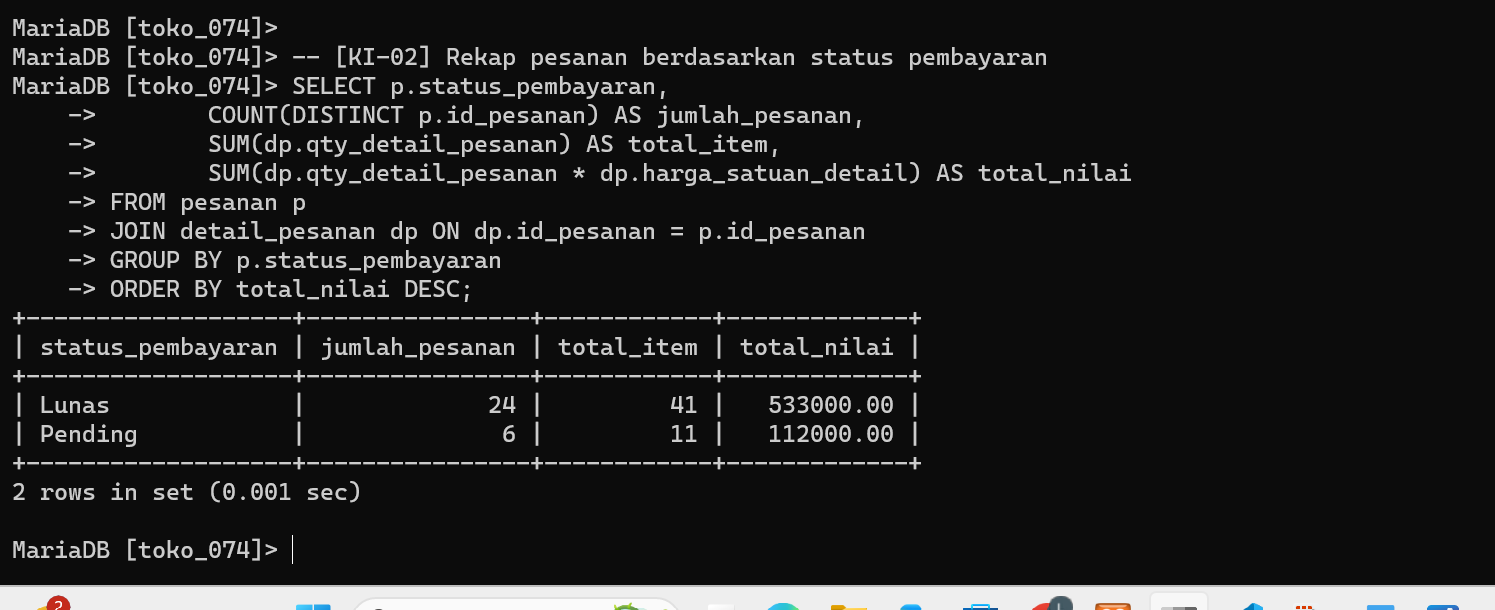 MariaDB [toko_074]>
MariaDB [toko_074]> -- [KI-02] Rekap pesanan berdasarkan status pembayaran
MariaDB [toko_074]> SELECT p.status_pembayaran,
    ->        COUNT(DISTINCT p.id_pesanan) AS jumlah_pesanan,
    ->        SUM(dp.qty_detail_pesanan) AS total_item,
    ->        SUM(dp.qty_detail_pesanan * dp.harga_satuan_detail) AS total_nilai
    -> FROM pesanan p
    -> JOIN detail_pesanan dp ON dp.id_pesanan = p.id_pesanan
    -> GROUP BY p.status_pembayaran
    -> ORDER BY total_nilai DESC;
+-------------------+----------------+------------+-------------+
| status_pembayaran | jumlah_pesanan | total_item | total_nilai |
+-------------------+----------------+------------+-------------+
| Lunas             |             24 |         41 |   533000.00 |
| Pending           |              6 |         11 |   112000.00 |
+-------------------+----------------+------------+-------------+
2 rows in set (0.001 sec)
MariaDB [toko_074]>
2